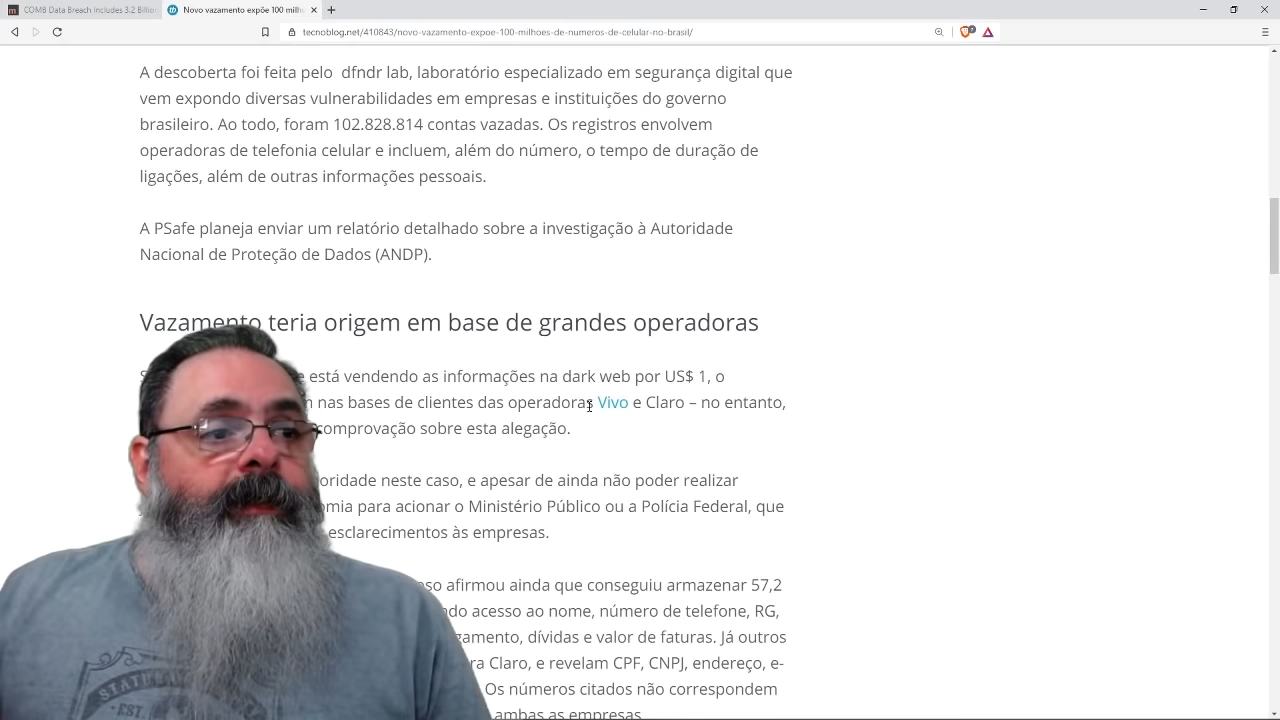 COMB Data Breach Includes 3.2 Billio
Novo vazamento expõe 100 milh
tecnoblog.net/410843/novo-vazamento-expoe-100-milhoes-de-numeros-de-celular-no-brasil/
A descoberta foi feita pelo dfndr lab, laboratório especializado em segurança digital que
vem expondo diversas vulnerabilidades em empresas e instituições do governo
brasileiro. Ao todo, foram 102.828.814 contas vazadas. Os registros envolvem
operadoras de telefonia celular e incluem, além do número, o tempo de duração de
ligações, além de outras informações pessoais.
A PSafe planeja enviar um relatório detalhado sobre a investigação à Autoridade
Nacional de Proteção de Dados (ANDP).
Vazamento teria origem em base de grandes operadoras
está vendendo as informações na dark web por US$ 1, o
nas bases de clientes das operadoras Vivo e Claro – no entanto,
comprovação sobre esta alegação.
neste caso, e apesar de ainda não poder realizar
para acionar o Ministério Público ou a Polícia Federal, que
esclarecimentos às empresas.
afirmou ainda que conseguiu armazenar 57,2
acesso ao nome, número de telefone, RG,
dívidas e valor de faturas. Já outros
Claro, e revelam CPF, CNPJ, endereço, e-
Os números citados não correspondem
ambas as empresas.